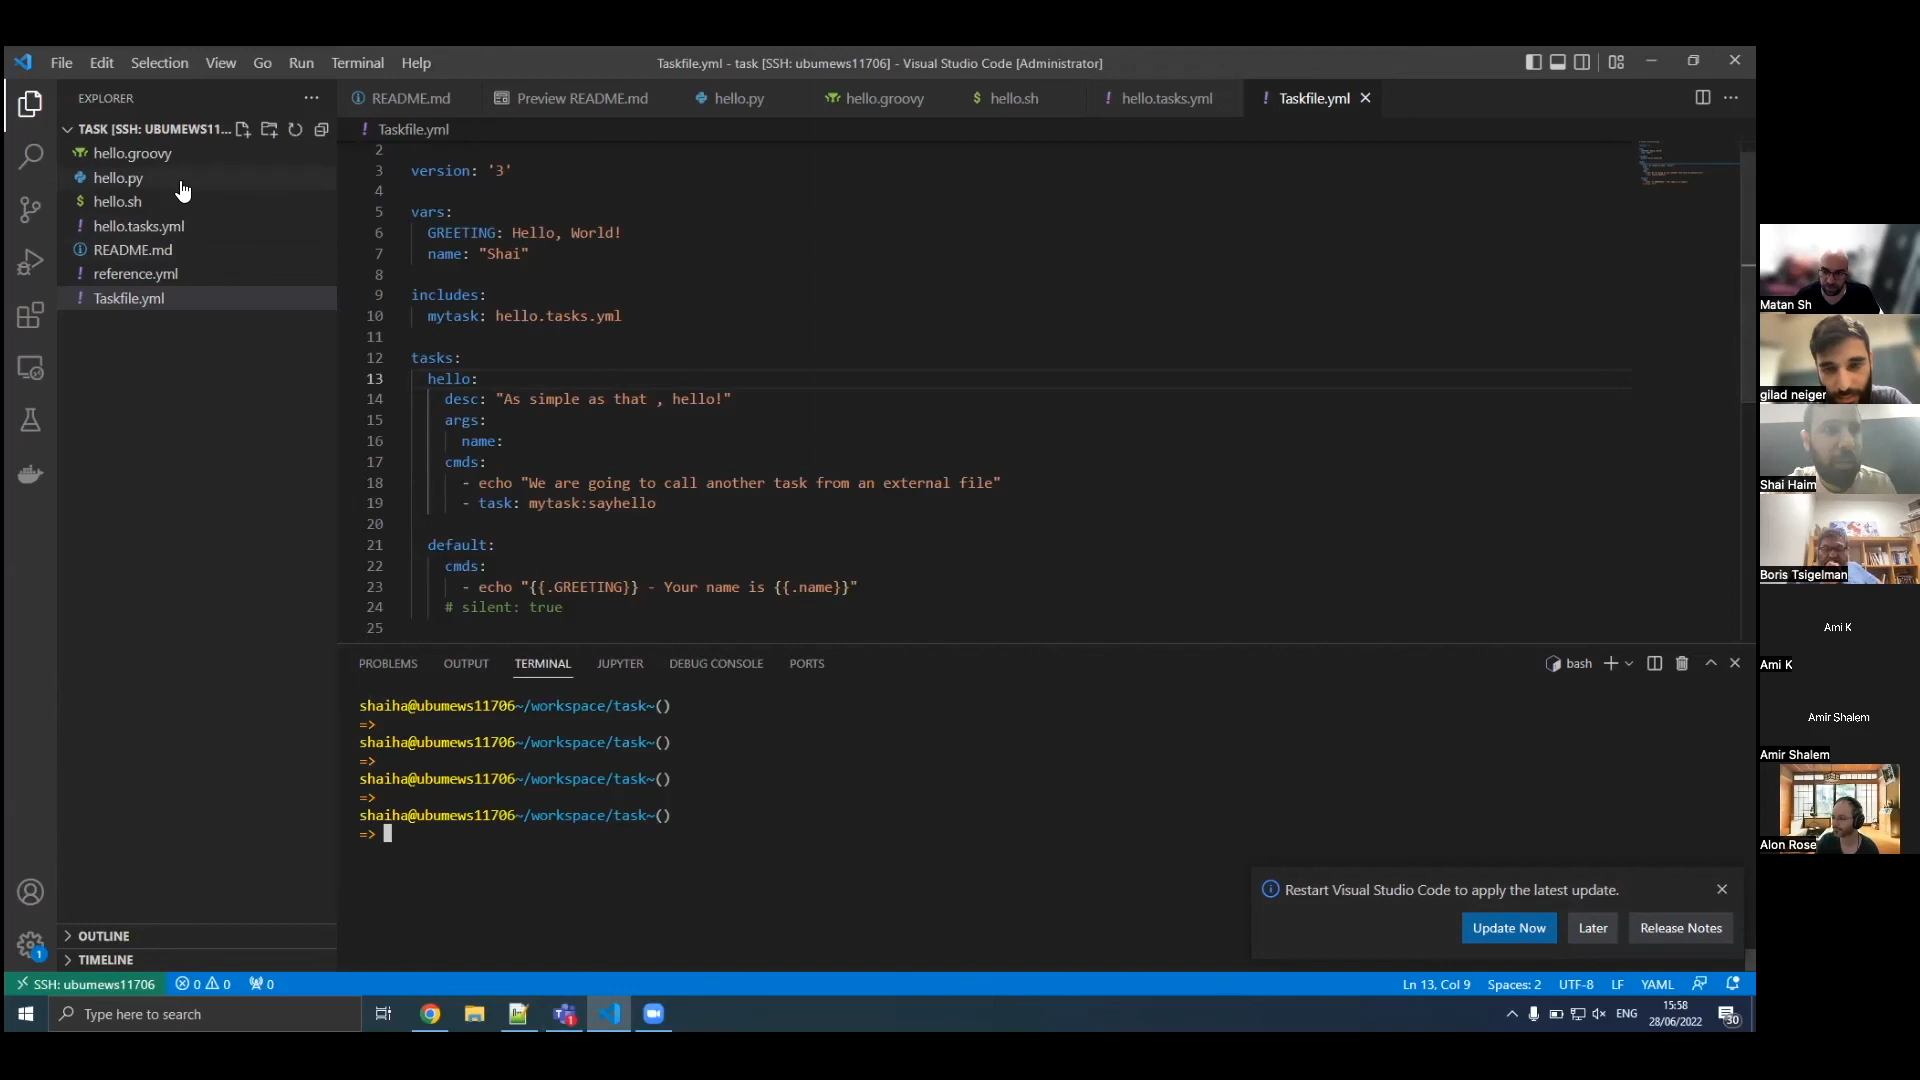 File Edit Selection View Go Run Terminal Help
Taskfile.yml - task [SSH: ubumews11706] - Visual Studio Code [Administrator]
EXPLORER
README.md
Preview README.md
hello.py
hello.groovy
hello.sh
hello.tasks.yml
Taskfile.yml
TASK [SSH: UBUMEWS11...
hello.groovy
hello.py
hello.sh
hello.tasks.yml
README.md
reference.yml
Taskfile.yml
Taskfile.yml
2
3 version: '3'
4
5 vars:
6 GREETING: Hello, World!
7 name: "Shai"
8
9 includes:
10 mytask: hello.tasks.yml
11
12 tasks:
13 hello:
14 desc: "As simple as that , hello!"
15 args:
16 name:
17 cmds:
18 - echo "We are going to call another task from an external file"
19 - task: mytask:sayhello
20
21 default:
22 cmds:
23 - echo "{{.GREETING}} - Your name is {{.name}}"
24 # silent: true
25
PROBLEMS OUTPUT TERMINAL JUPYTER DEBUG CONSOLE PORTS
bash
shaiha@ubumews11706~/workspace/task~()
=>
shaiha@ubumews11706~/workspace/task~()
=>
shaiha@ubumews11706~/workspace/task~()
=>
shaiha@ubumews11706~/workspace/task~()
=>
Restart Visual Studio Code to apply the latest update.
Update Now Later Release Notes
OUTLINE
TIMELINE
1
SSH: ubumews11706 0 0 0
Ln 13, Col 9 Spaces: 2 UTF-8 LF YAML
Type here to search
1
ENG
15:58
28/06/2022
30
Matan Sh
gilad neiger
Shai Haim
Boris Tsigelman
Ami K
Ami K
Amir Shalem
Amir Shalem
Alon Rose